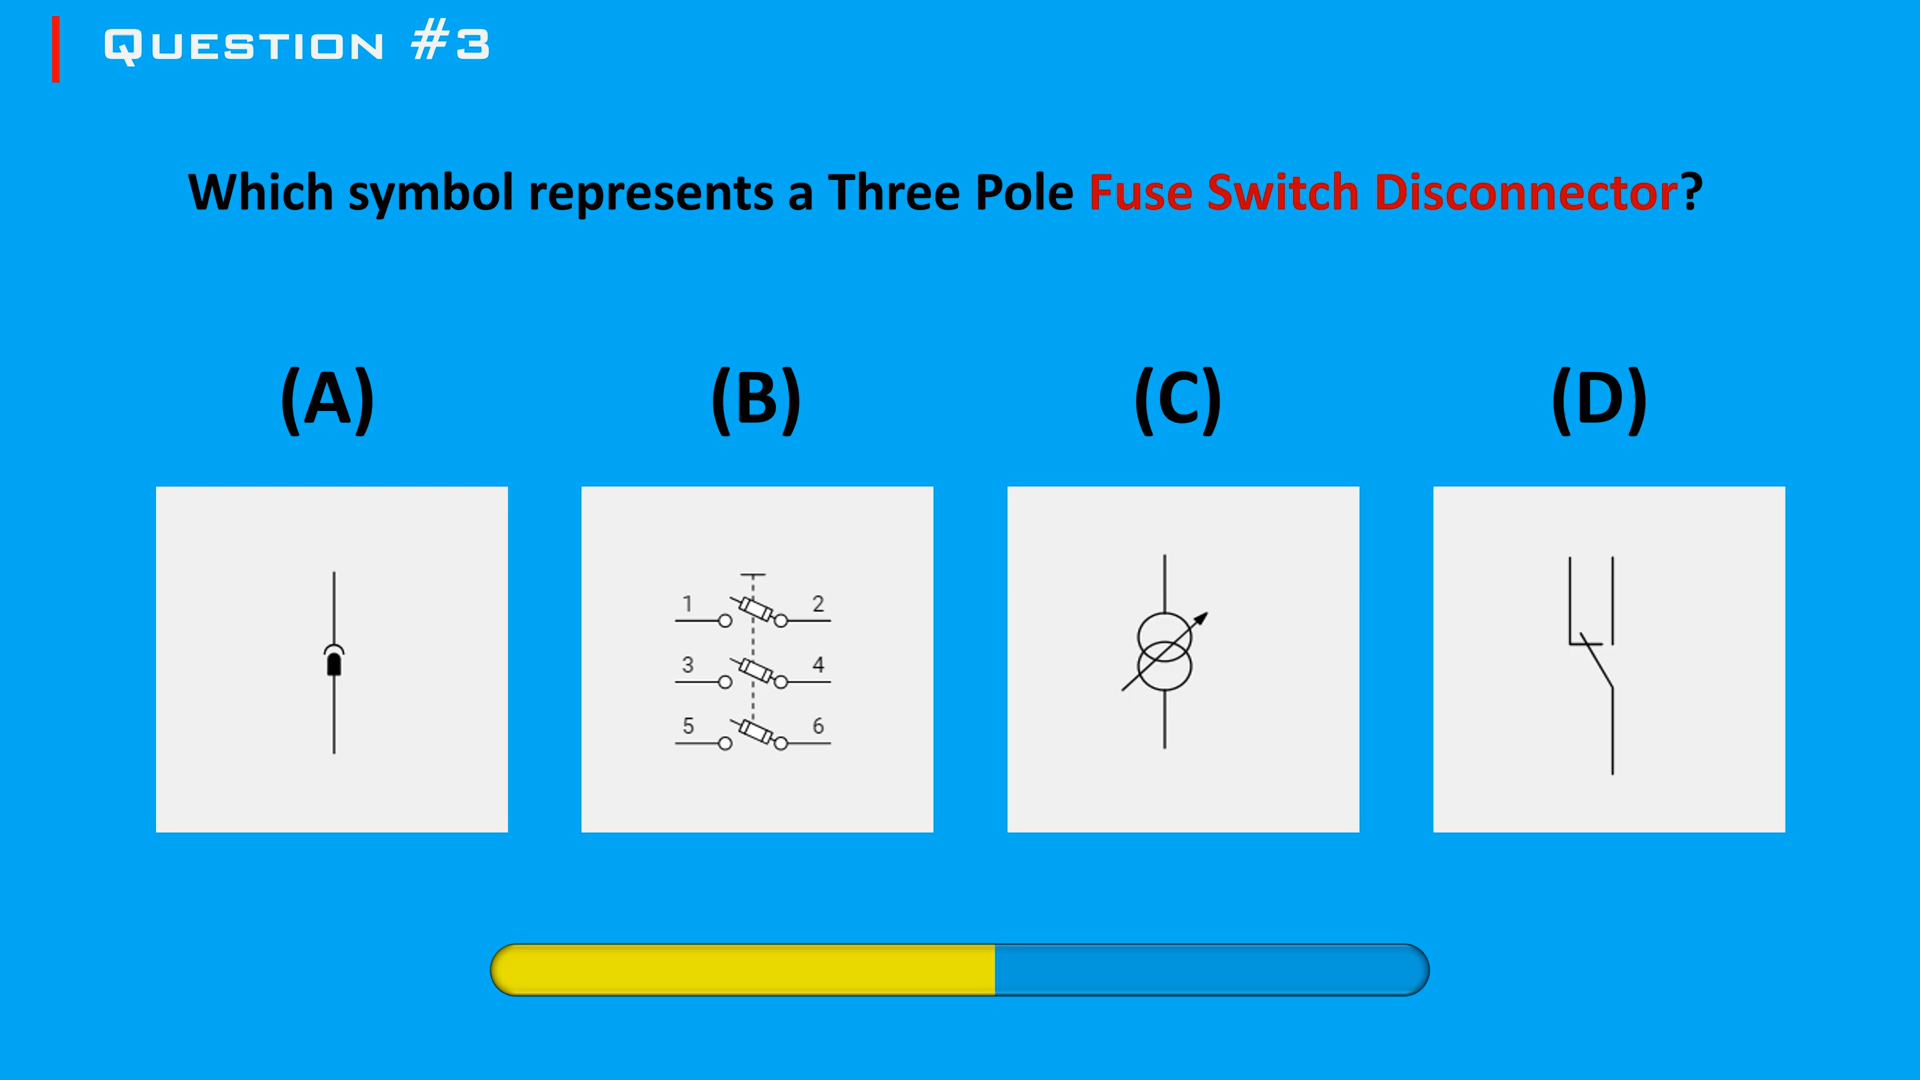 Question #3
Which symbol represents a Three Pole Fuse Switch Disconnector?
(A) (B) (C) (D)
1 2
3 4
5 6